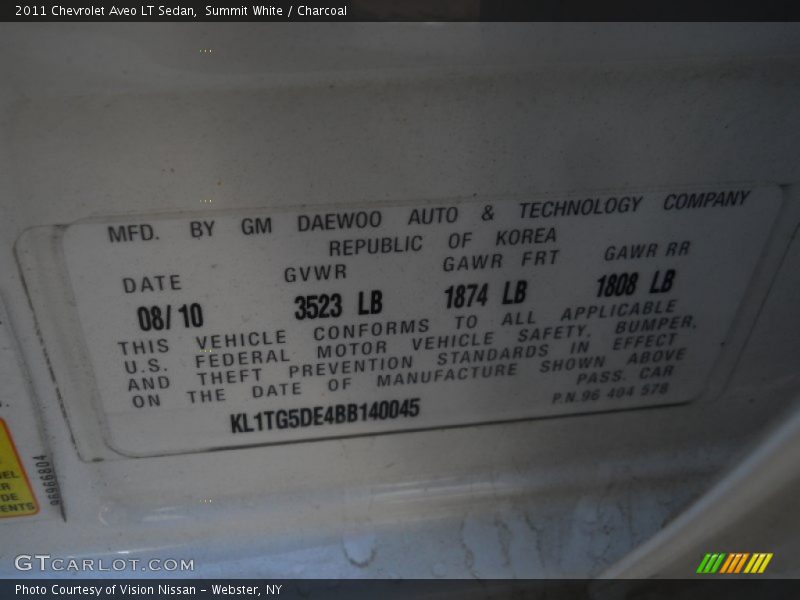 2011 Chevrolet Aveo LT Sedan, Summit White / Charcoal
MFD. BY GM DAEWOO AUTO & TECHNOLOGY COMPANY
REPUBLIC OF KOREA
DATE GVWR GAWR FRT GAWR RR
08/10 3523 LB 1874 LB 1808 LB
THIS VEHICLE CONFORMS TO ALL APPLICABLE
U.S. FEDERAL MOTOR VEHICLE SAFETY, BUMPER,
AND THEFT PREVENTION STANDARDS IN EFFECT
ON THE DATE OF MANUFACTURE SHOWN ABOVE
PASS. CAR
KL1TG5DE4BB140045
P.N.96 494 578
96966804
GTCARLOT.COM
Photo Courtesy of Vision Nissan - Webster, NY